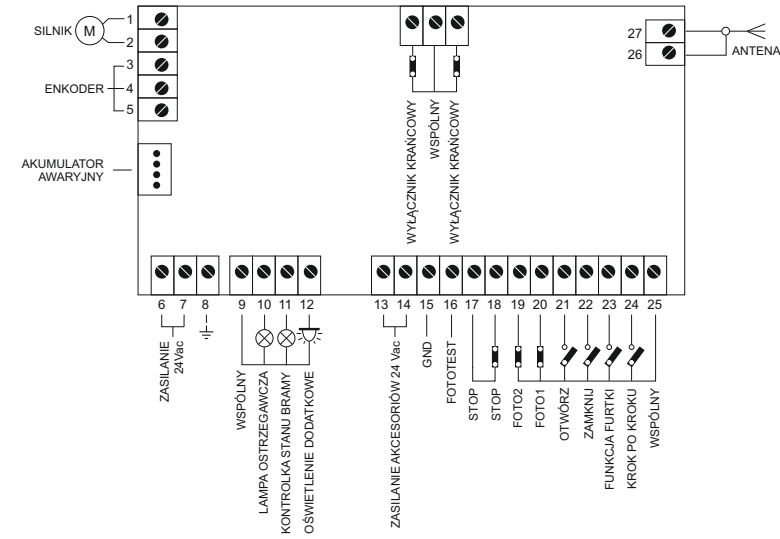 SILNIK
M
1
2
ENKODER
3
4
5
AKUMULATOR
AWARYJNY
WYŁĄCZNIK KRAŃCOWY
WSPÓLNY
WYŁĄCZNIK KRAŃCOWY
27
26
ANTENA
6 7 8
9 10 11 12
13 14 15 16 17 18 19 20 21 22 23 24 25
ZASILANIE
24Vac
WSPÓLNY
LAMPA OSTRZEGAWCZA
KONTROLKA STANU BRAMY
OŚWIETLENIE DODATKOWE
ZASILANIE AKCESORIÓW 24 Vac
GND
FOTOTEST
STOP
STOP
FOTO2
FOTO1
OTWÓRZ
ZAMKNIJ
FUNKCJA FURTKI
KROK PO KROKU
WSPÓLNY